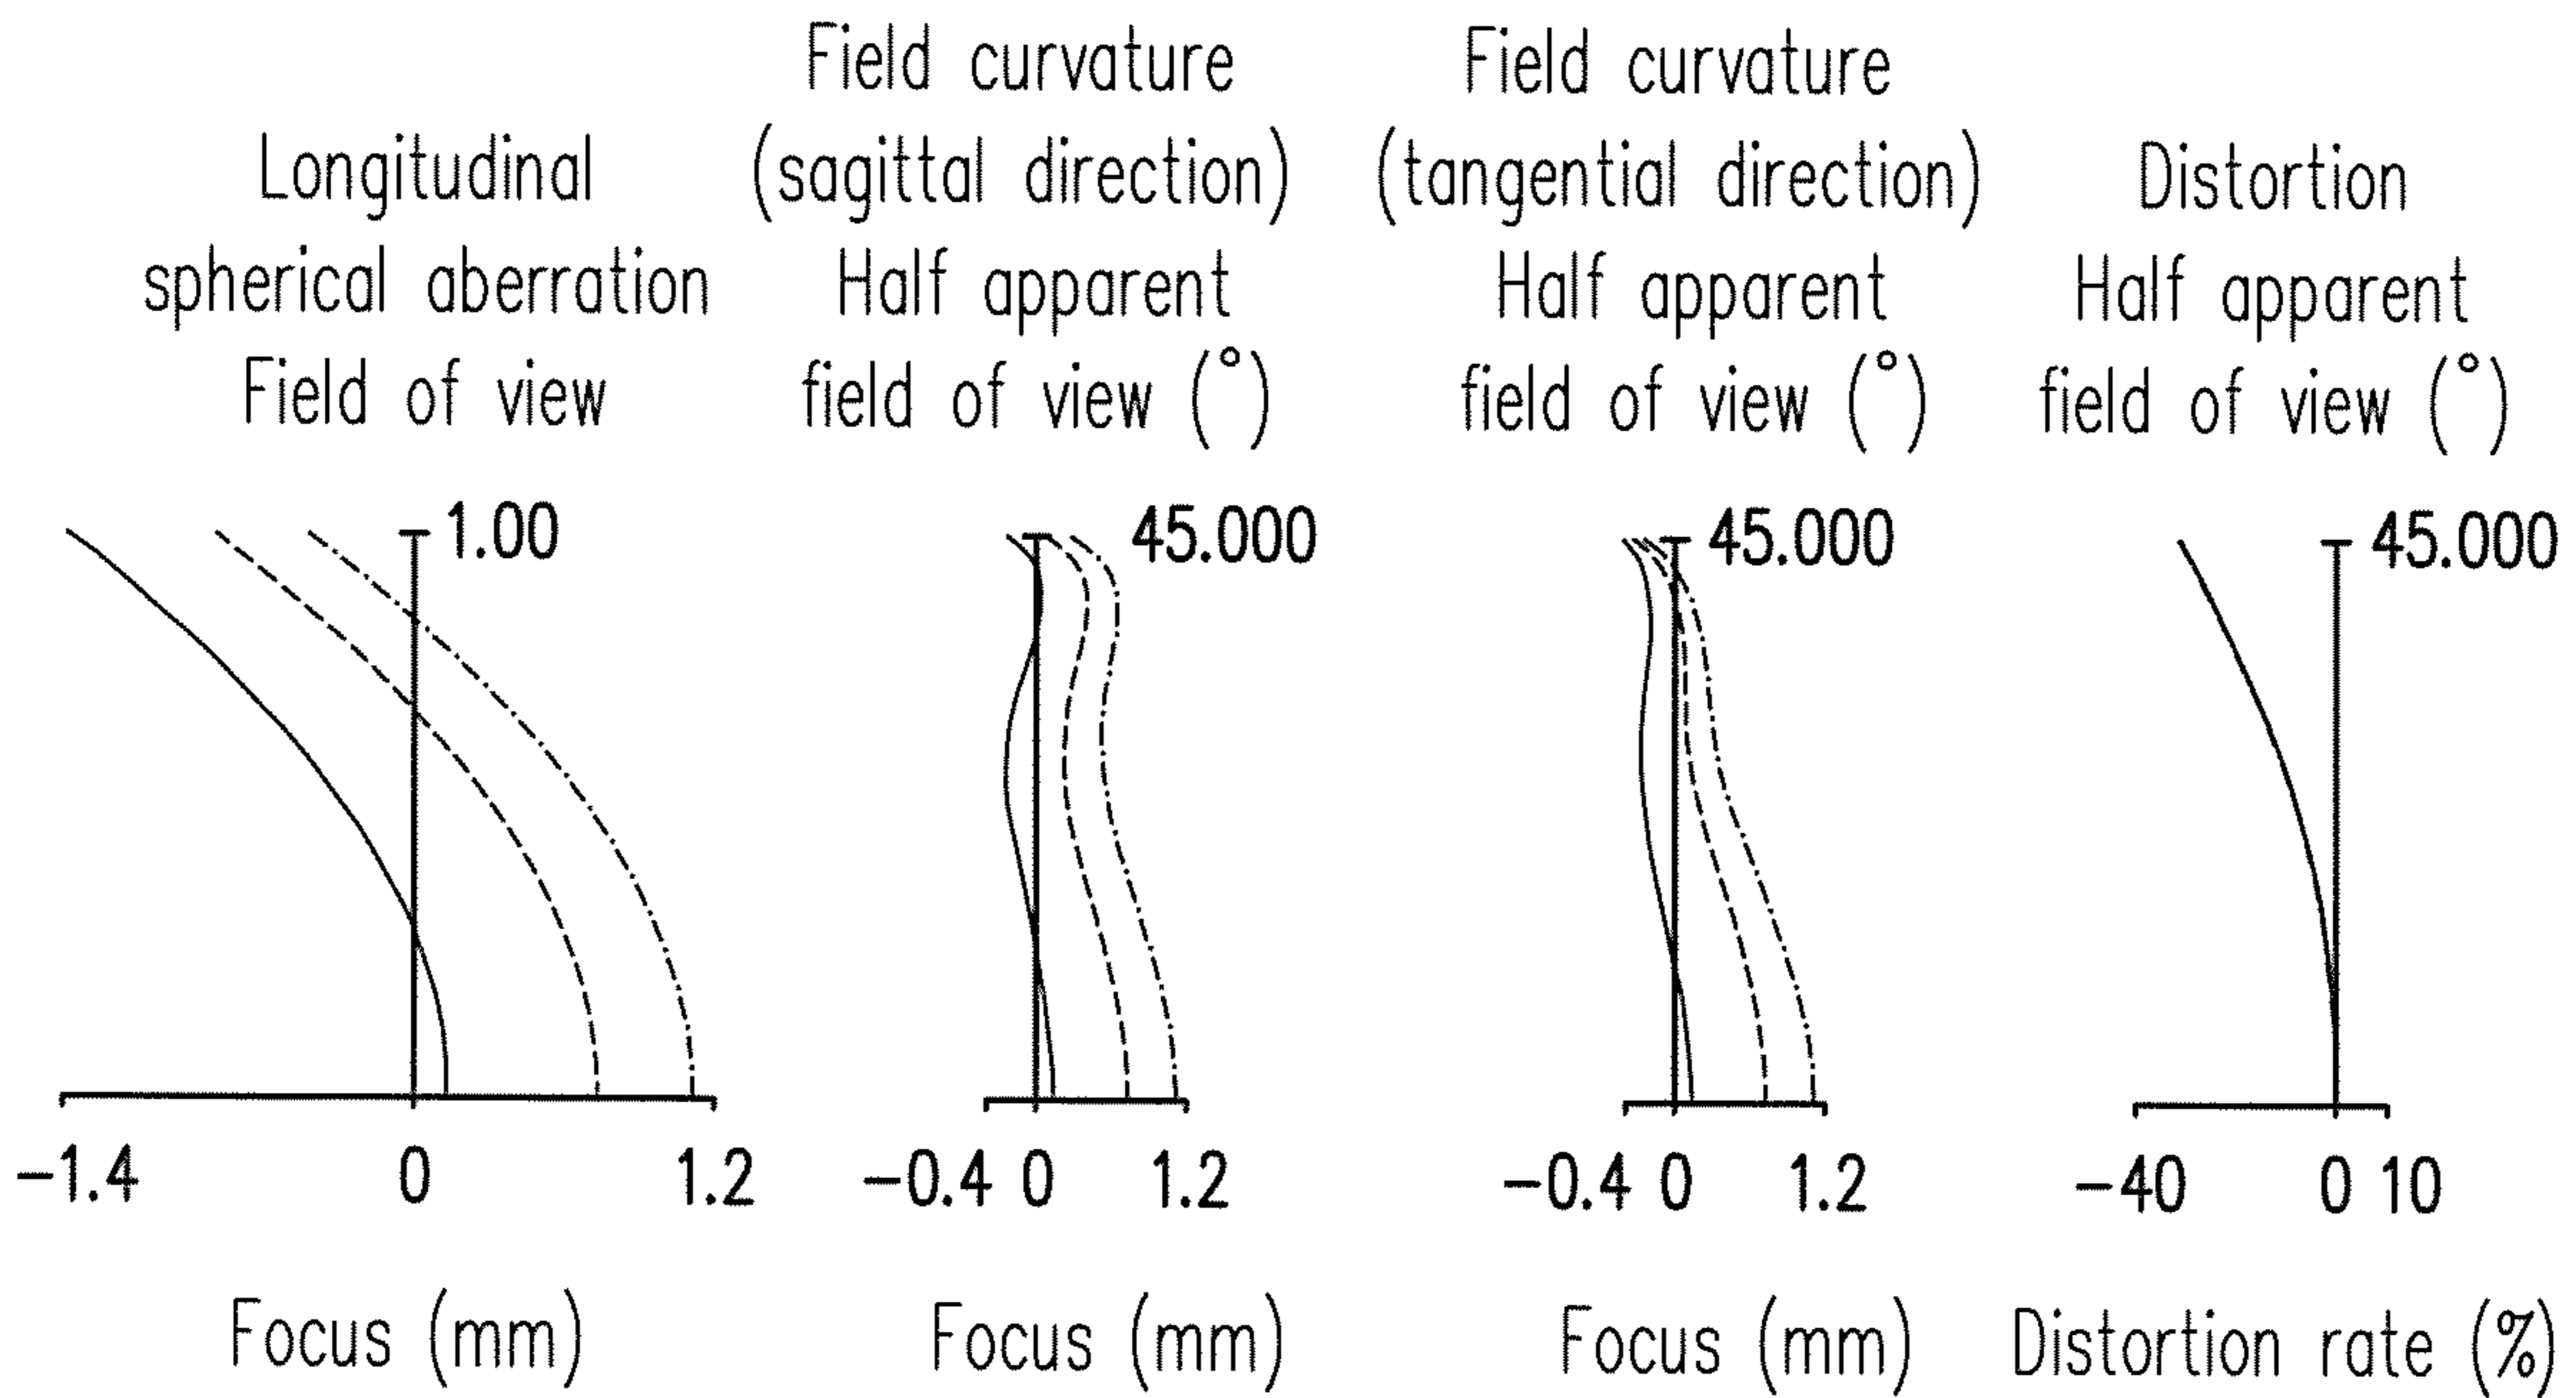 Longitudinal
spherical aberration
Field of view
1.00
-1.4 0 1.2
Focus (mm)
Field curvature
(sagittal direction)
Half apparent
field of view (°)
45.000
-0.4 0 1.2
Focus (mm)
Field curvature
(tangential direction)
Half apparent
field of view (°)
45.000
-0.4 0 1.2
Focus (mm)
Distortion
Half apparent
field of view (°)
45.000
-40 0 10
Distortion rate (%)